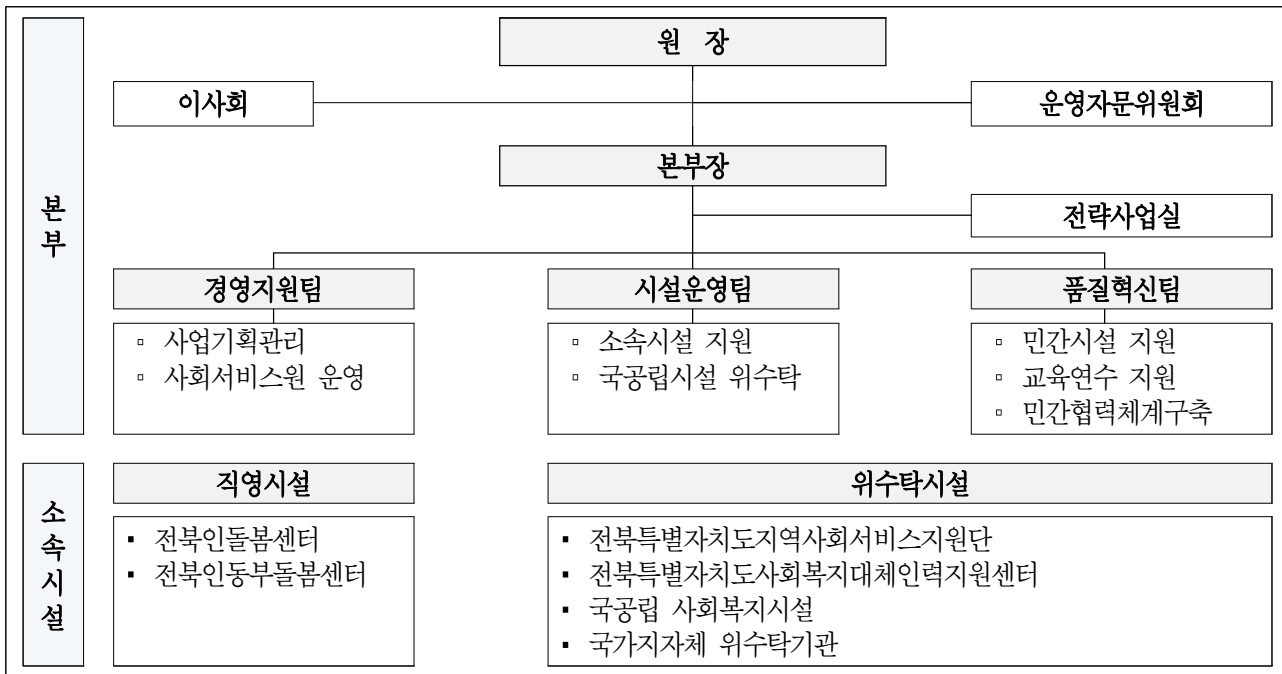 원 장
이사회
운영자문위원회
본부장
전략사업실
본부
경영지원팀
▫ 사업기획관리
▫ 사회서비스원 운영
시설운영팀
▫ 소속시설 지원
▫ 국공립시설 위수탁
품질혁신팀
▫ 민간시설 지원
▫ 교육연수 지원
▫ 민간협력체계구축
소속시설
직영시설
▪ 전북인돌봄센터
▪ 전북인동부돌봄센터
위수탁시설
▪ 전북특별자치도지역사회서비스지원단
▪ 전북특별자치도사회복지대체인력지원센터
▪ 국공립 사회복지시설
▪ 국가지자체 위수탁기관